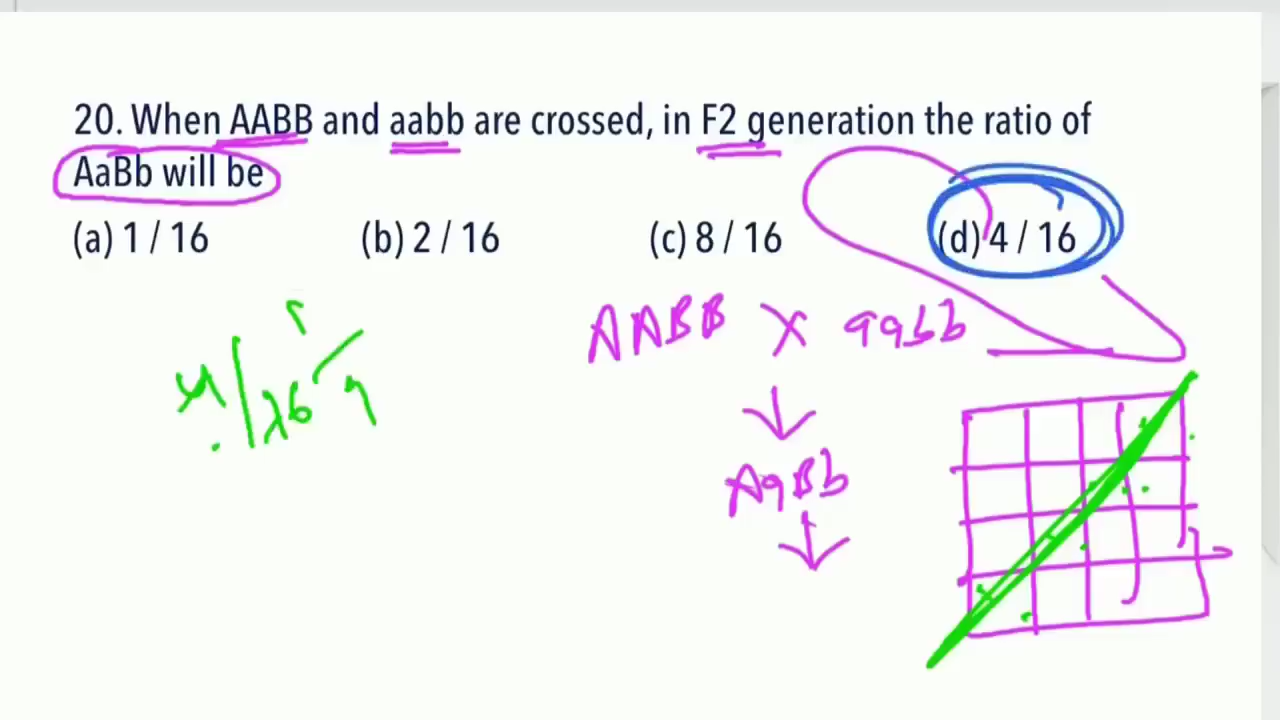 20. When AABB and aabb are crossed, in F2 generation the ratio of
AaBb will be
(a) 1 / 16 (b) 2 / 16 (c) 8 / 16 (d) 4 / 16
AABB X aabb
AaBb